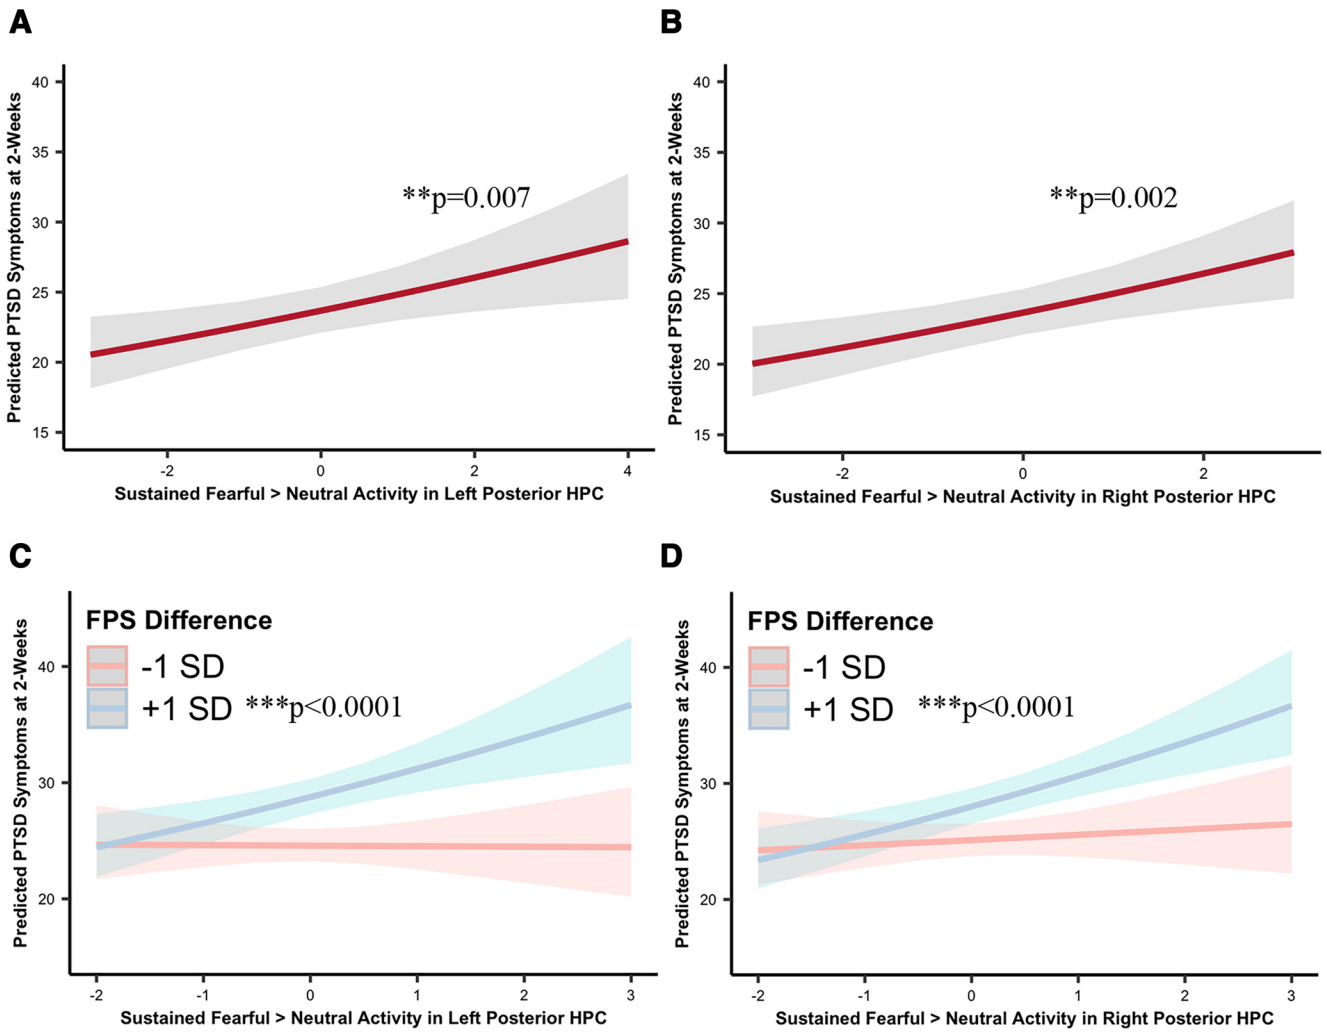 A
Predicted PTSD Symptoms at 2-Weeks
40
35
30
25
20
15
**p=0.007
-2
0
2
4
Sustained Fearful > Neutral Activity in Left Posterior HPC
B
Predicted PTSD Symptoms at 2-Weeks
40
35
30
25
20
15
**p=0.002
-2
0
2
Sustained Fearful > Neutral Activity in Right Posterior HPC
C
Predicted PTSD Symptoms at 2-Weeks
40
30
20
FPS Difference
-1 SD
+1 SD ***p<0.0001
-2
-1
0
1
2
3
Sustained Fearful > Neutral Activity in Left Posterior HPC
D
Predicted PTSD Symptoms at 2-Weeks
40
30
20
FPS Difference
-1 SD
+1 SD ***p<0.0001
-2
-1
0
1
2
3
Sustained Fearful > Neutral Activity in Right Posterior HPC